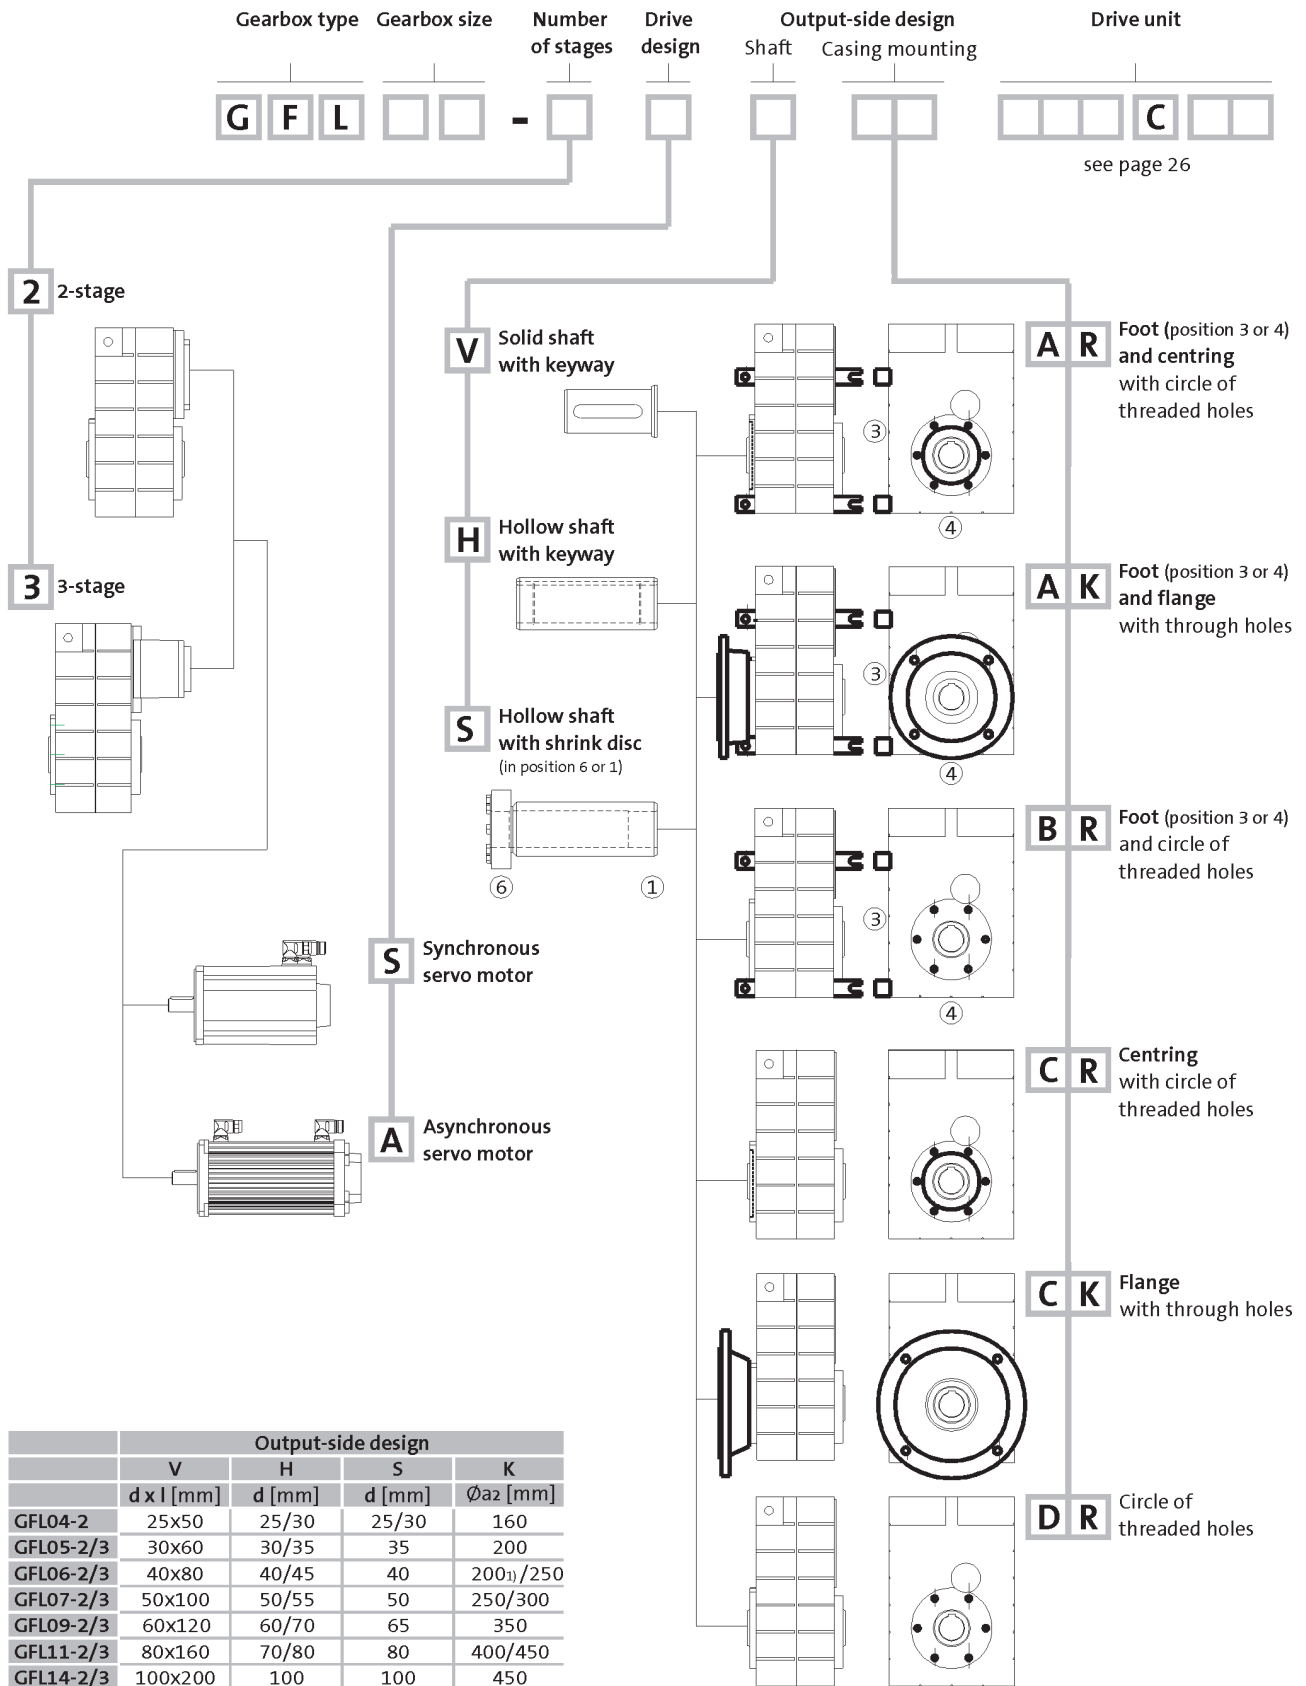 Gearbox type Gearbox size Number of stages Drive design Output-side design Drive unit
Shaft Casing mounting
G F L - C
see page 26
2 2-stage
3 3-stage
S Synchronous
servo motor
A Asynchronous
servo motor
V Solid shaft
with keyway
H Hollow shaft
with keyway
S Hollow shaft
with shrink disc
(in position 6 or 1)
6 1
A R Foot (position 3 or 4)
and centring
with circle of
threaded holes
3
4
A K Foot (position 3 or 4)
and flange
with through holes
3
4
B R Foot (position 3 or 4)
and circle of
threaded holes
3
4
C R Centring
with circle of
threaded holes
C K Flange
with through holes
D R Circle of
threaded holes
Output-side design
V H S K
d x l [mm] d [mm] d [mm] Øa2 [mm]
GFL04-2 25x50 25/30 25/30 160
GFL05-2/3 30x60 30/35 35 200
GFL06-2/3 40x80 40/45 40 200 1) /250
GFL07-2/3 50x100 50/55 50 250/300
GFL09-2/3 60x120 60/70 65 350
GFL11-2/3 80x160 70/80 80 400/450
GFL14-2/3 100x200 100 100 450